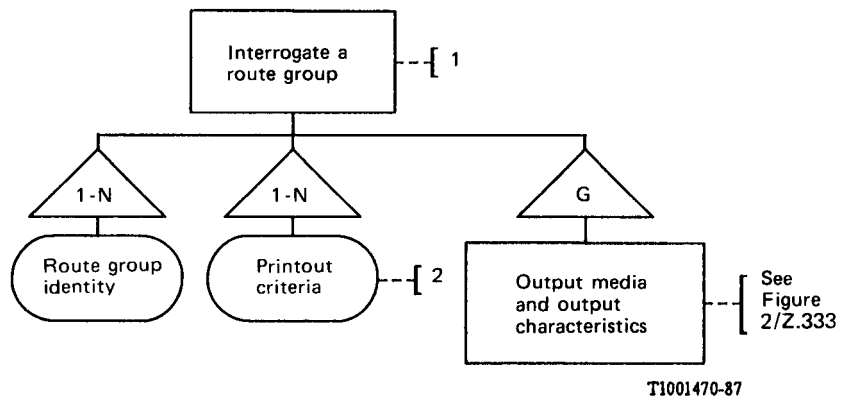 Interrogate a
route group
1
1-N
1-N
G
Route group
identity
Printout
criteria
2
Output media
and output
characteristics
See
Figure
2/Z.333
T1001470-87